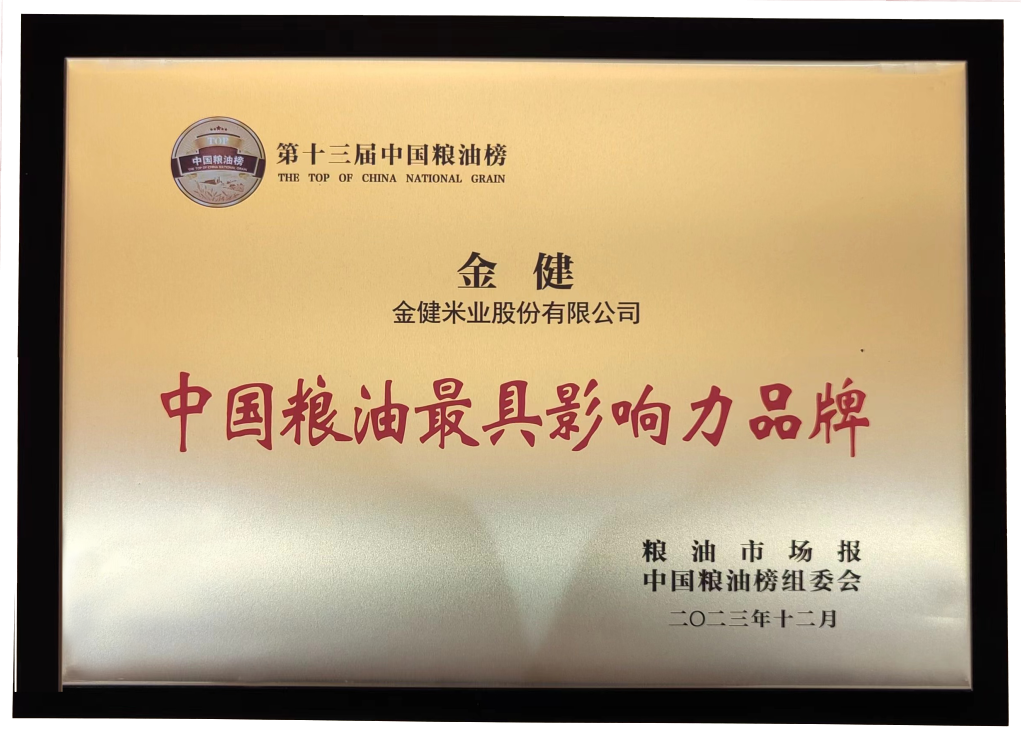 TOP
中国粮油榜
THE TOP OF CHINA NATIONAL GRAIN
第十三届中国粮油榜
THE TOP OF CHINA NATIONAL GRAIN
金健
金健米业股份有限公司
中国粮油最具影响力品牌
粮油市场报
中国粮油榜组委会
二〇二三年十二月